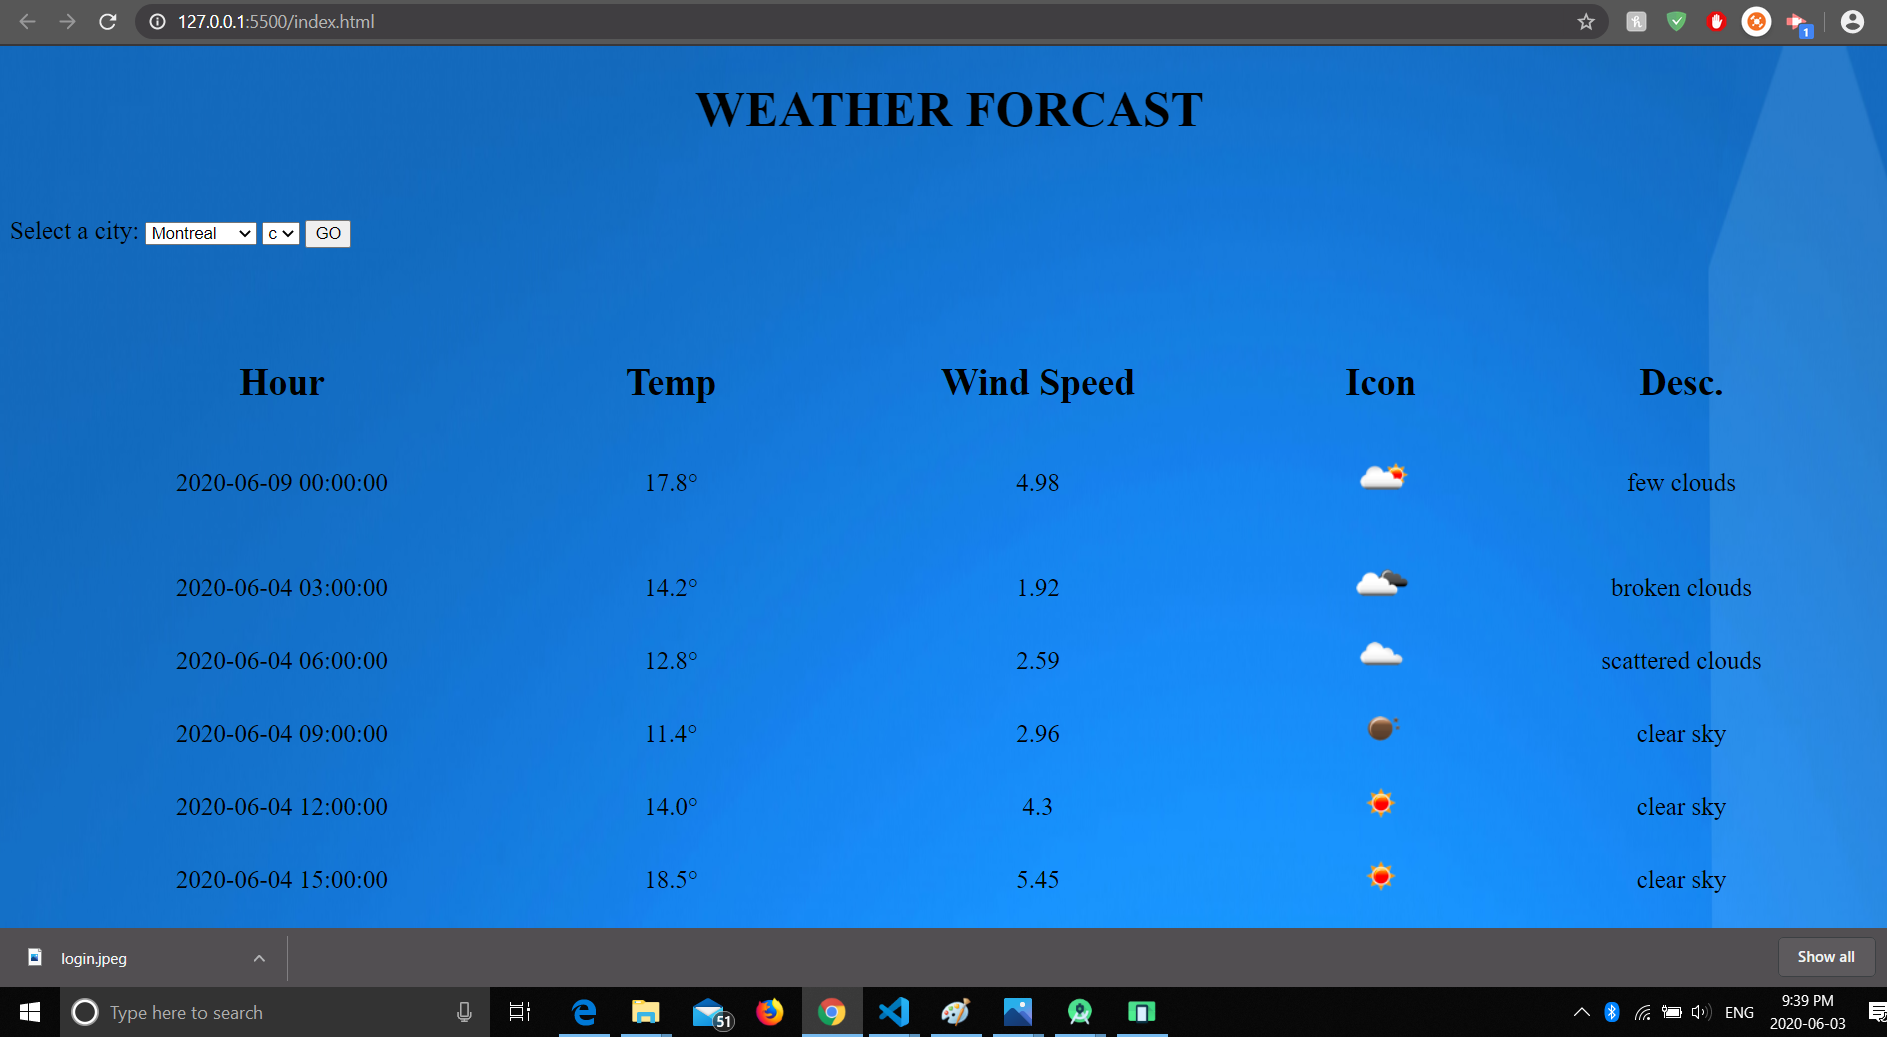 127.0.0.1:5500/index.html
1
WEATHER FORCAST
Select a city: Montreal c GO
Hour Temp Wind Speed Icon Desc.
2020-06-09 00:00:00 17.8° 4.98 few clouds
2020-06-04 03:00:00 14.2° 1.92 broken clouds
2020-06-04 06:00:00 12.8° 2.59 scattered clouds
2020-06-04 09:00:00 11.4° 2.96 clear sky
2020-06-04 12:00:00 14.0° 4.3 clear sky
2020-06-04 15:00:00 18.5° 5.45 clear sky
login.jpeg Show all
Type here to search 51 ENG 9:39 PM
2020-06-03